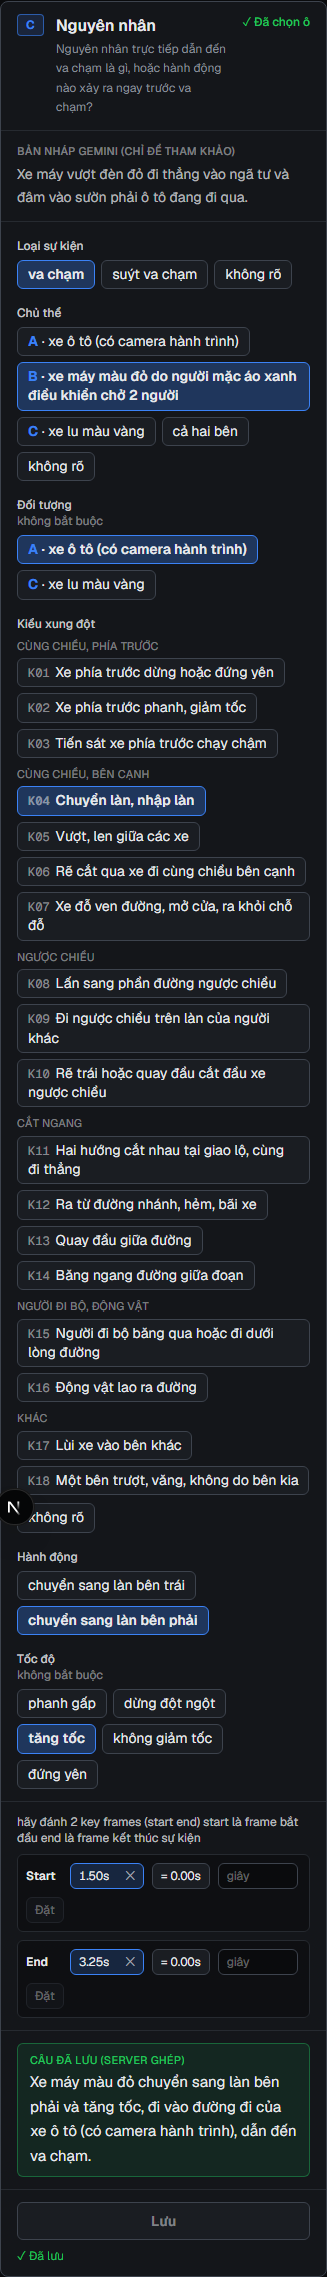 C Nguyên nhân ✓ Đã chọn ô
Nguyên nhân trực tiếp dẫn đến
va chạm là gì, hoặc hành động
nào xảy ra ngay trước va
chạm?
BẢN NHÁP GEMINI (CHỈ ĐỂ THAM KHẢO)
Xe máy vượt đèn đỏ đi thẳng vào ngã tư và
đâm vào sườn phải ô tô đang đi qua.
Loại sự kiện
va chạm suýt va chạm không rõ
Chủ thể
A · xe ô tô (có camera hành trình)
B · xe máy màu đỏ do người mặc áo xanh
điều khiển chở 2 người
C · xe lu màu vàng cả hai bên
không rõ
Đối tượng
không bắt buộc
A · xe ô tô (có camera hành trình)
C · xe lu màu vàng
Kiểu xung đột
CÙNG CHIỀU, PHÍA TRƯỚC
K01 Xe phía trước dừng hoặc đứng yên
K02 Xe phía trước phanh, giảm tốc
K03 Tiến sát xe phía trước chạy chậm
CÙNG CHIỀU, BÊN CẠNH
K04 Chuyển làn, nhập làn
K05 Vượt, len giữa các xe
K06 Rẽ cắt qua xe đi cùng chiều bên cạnh
K07 Xe đỗ ven đường, mở cửa, ra khỏi chỗ
đỗ
NGƯỢC CHIỀU
K08 Lấn sang phần đường ngược chiều
K09 Đi ngược chiều trên làn của người
khác
K10 Rẽ trái hoặc quay đầu cắt đầu xe
ngược chiều
CẮT NGANG
K11 Hai hướng cắt nhau tại giao lộ, cùng
đi thẳng
K12 Ra từ đường nhánh, hẻm, bãi xe
K13 Quay đầu giữa đường
K14 Băng ngang đường giữa đoạn
NGƯỜI ĐI BỘ, ĐỘNG VẬT
K15 Người đi bộ băng qua hoặc đi dưới
lòng đường
K16 Động vật lao ra đường
KHÁC
K17 Lùi xe vào bên khác
K18 Một bên trượt, văng, không do bên kia
N không rõ
Hành động
chuyển sang làn bên trái
chuyển sang làn bên phải
Tốc độ
không bắt buộc
phanh gấp dừng đột ngột
tăng tốc không giảm tốc
đứng yên
hãy đánh 2 key frames (start end) start là frame bắt
đầu end là frame kết thúc sự kiện
Start 1.50s × = 0.00s giây
Đặt
End 3.25s × = 0.00s giây
Đặt
CÂU ĐÃ LƯU (SERVER GHÉP)
Xe máy màu đỏ chuyển sang làn bên
phải và tăng tốc, đi vào đường đi của
xe ô tô (có camera hành trình), dẫn đến
va chạm.
Lưu
✓ Đã lưu